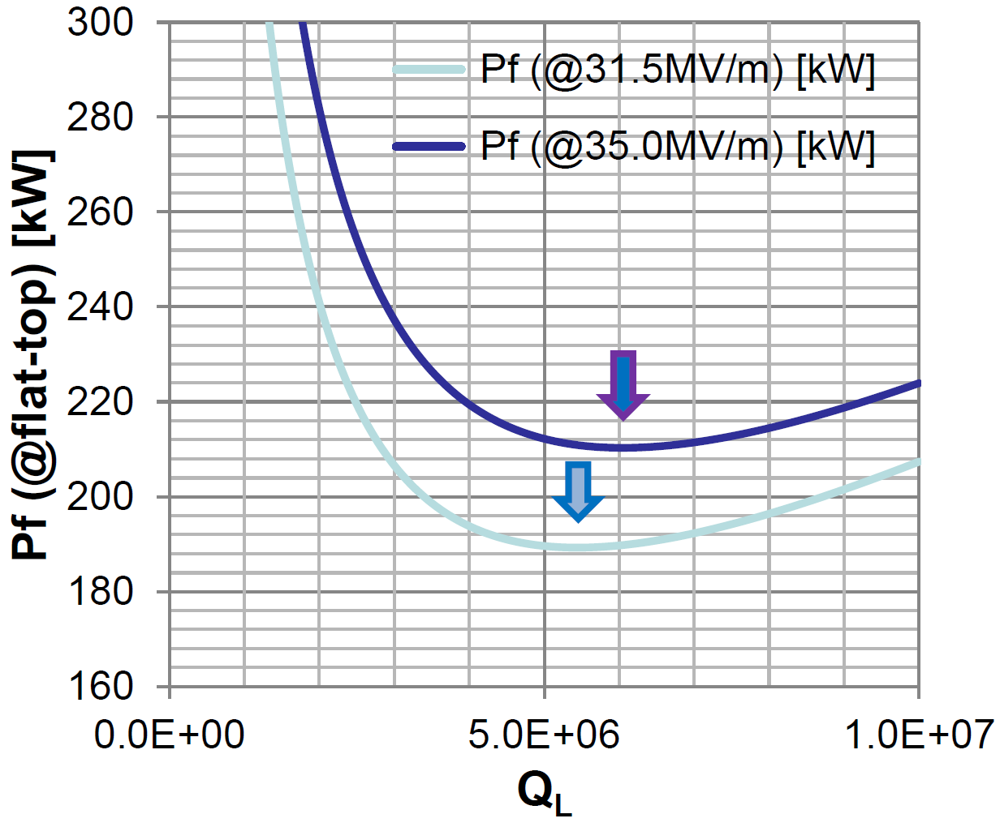 300
280
260
240
220
200
180
160
Pf (@flat-top) [kW]
Pf (@31.5MV/m) [kW]
Pf (@35.0MV/m) [kW]
0.0E+00
5.0E+06
1.0E+07
QL